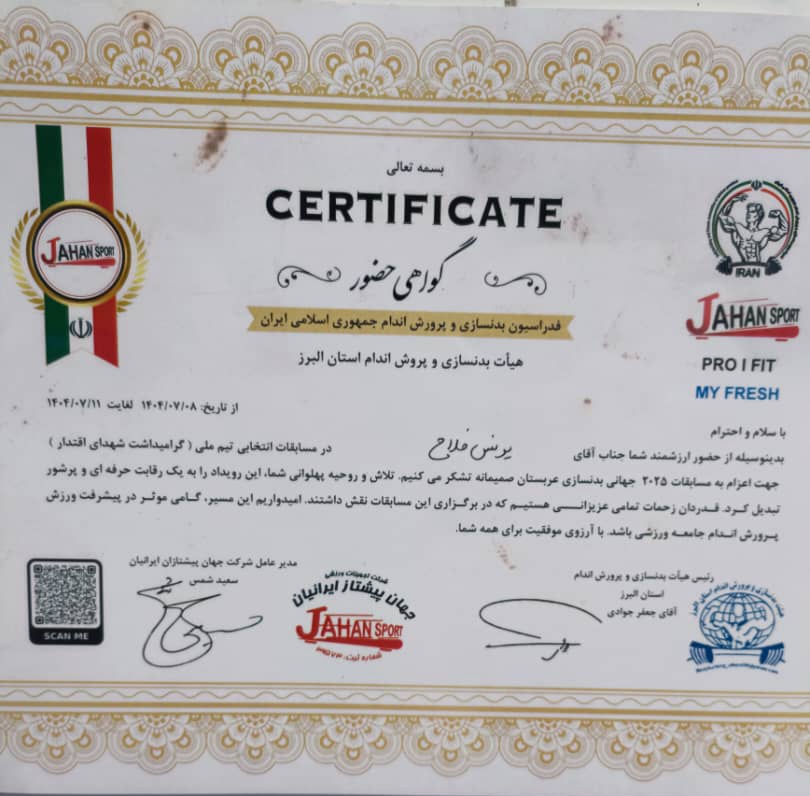 بسمه تعالی
CERTIFICATE
گواهی حضور
JAHAN SPORT
IRAN
فدراسیون بدنسازی و پرورش اندام جمهوری اسلامی ایران
JAHAN SPORT
هیأت بدنسازی و پروش اندام استان البرز
PRO I FIT
MY FRESH
از تاریخ: ۱۴۰۴/۰۷/۰۸ لغایت ۱۴۰۴/۰۷/۱۱
با سلام و احترام
بدینوسیله از حضور ارزشمند شما جناب آقای یونس فلاح در مسابقات انتخابی تیم ملی ( گرامیداشت شهدای اقتدار )
جهت اعزام به مسابقات ۲۰۲۵ جهانی بدنسازی عربستان صمیمانه تشکر می کنیم. تلاش و روحیه پهلوانی شما، این رویداد را به یک رقابت حرفه ای و پرشور
تبدیل کرد. قدردان زحمات تمامی عزیزانی هستیم که در برگزاری این مسابقات نقش داشتند. امیدواریم این مسیر، گامی موثر در پیشرفت ورزش
پرورش اندام جامعه ورزشی باشد. با آرزوی موفقیت برای همه شما.
رئیس هیأت بدنسازی و پرورش اندام
استان البرز
آقای جعفر جوادی
شرکت تجهیزات ورزشی
جهان پیشتاز ایرانیان
JAHAN SPORT
مدیر عامل شرکت جهان پیشتازان ایرانیان
سعید شمس
SCAN ME